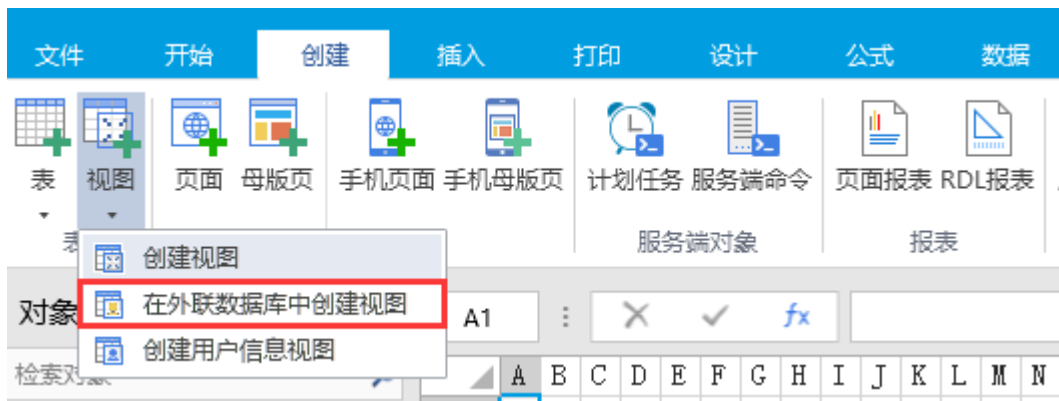 文件 开始 创建 插入 打印 设计 公式 数据
表 视图 页面 母版页 手机页面 手机母版页 计划任务 服务端命令 页面报表 RDL报表
服务端对象 报表
创建视图
在外联数据库中创建视图
创建用户信息视图
对象
A1 fx
A B C D E F G H I J K L M N